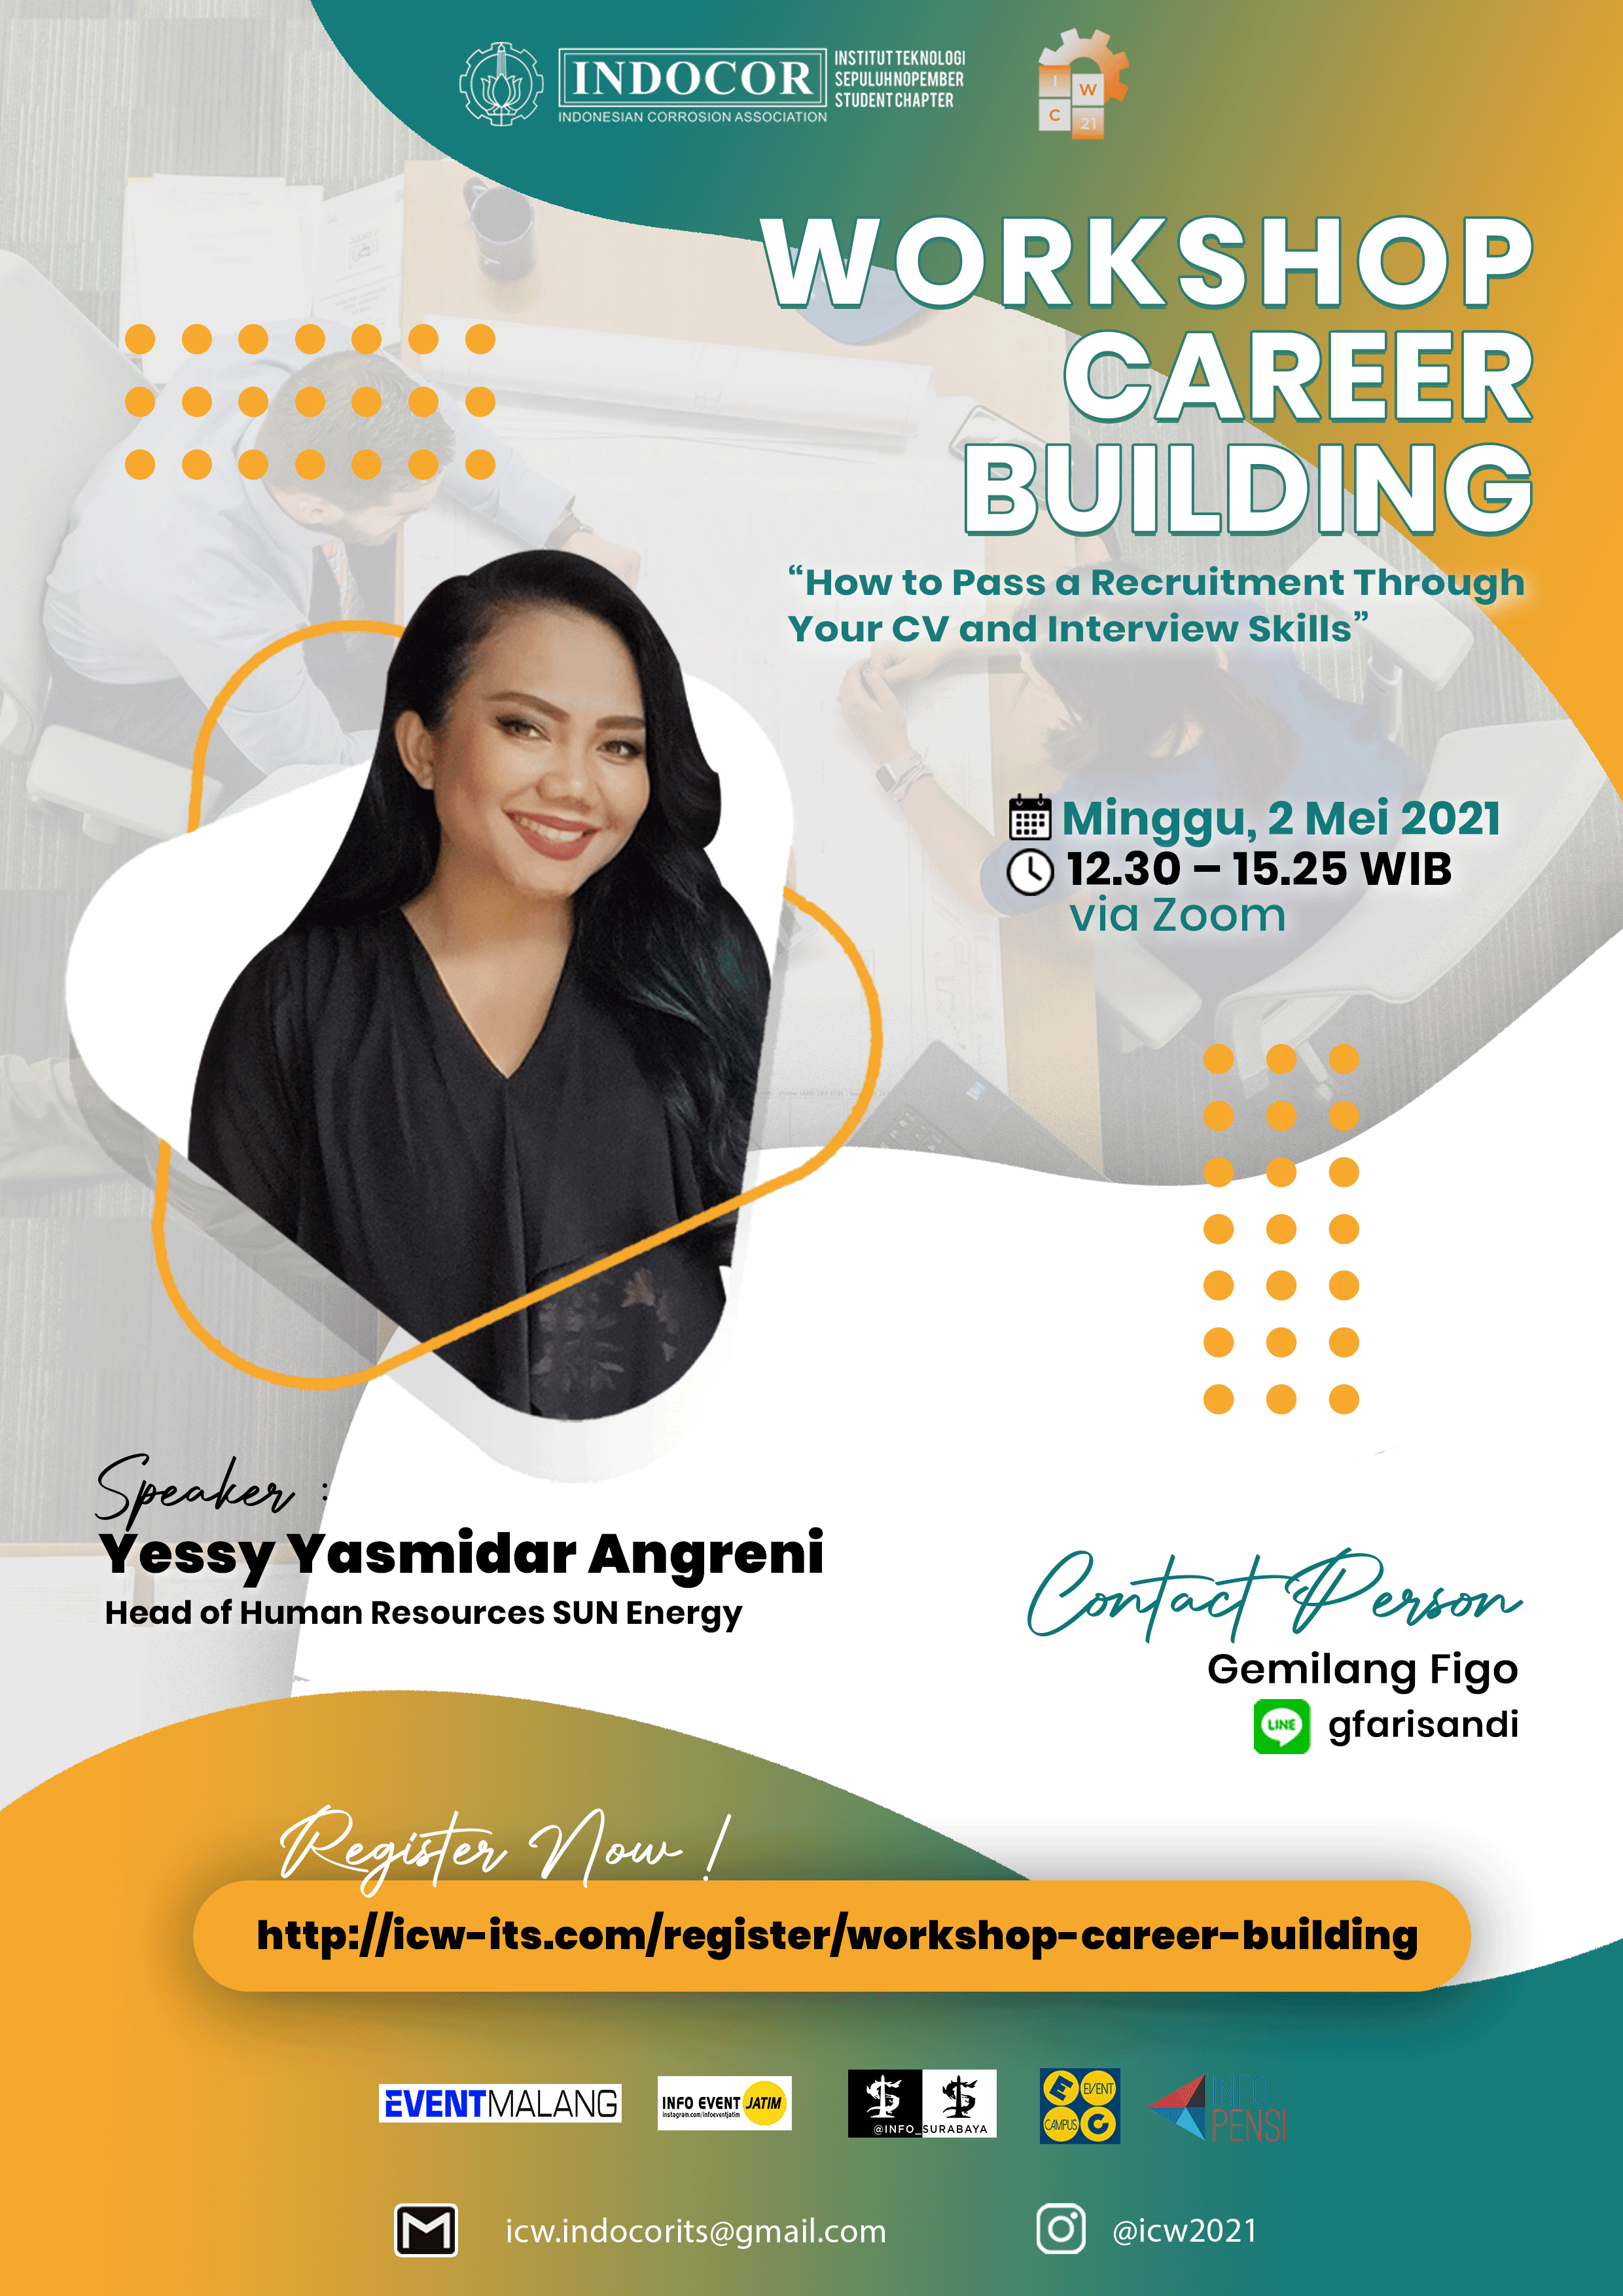 INDOCOR
INDONESIAN CORROSION ASSOCIATION
INSTITUT TEKNOLOGI
SEPULUH NOPEMBER
STUDENT CHAPTER
I W
C 21
WORKSHOP
CAREER
BUILDING
“How to Pass a Recruitment Through
Your CV and Interview Skills”
Minggu, 2 Mei 2021
12.30 – 15.25 WIB
via Zoom
Speaker :
Yessy Yasmidar Angreni
Head of Human Resources SUN Energy
Contact Person
Gemilang Figo
LINE gfarisandi
Register Now !
http://icw-its.com/register/workshop-career-building
EVENTMALANG
INFO EVENT JATIM
instagram.com/infoeventjatim
@INFO_SURABAYA
E EVENT
CAMPUS C
INFO
PENSI
icw.indocorits@gmail.com
@icw2021